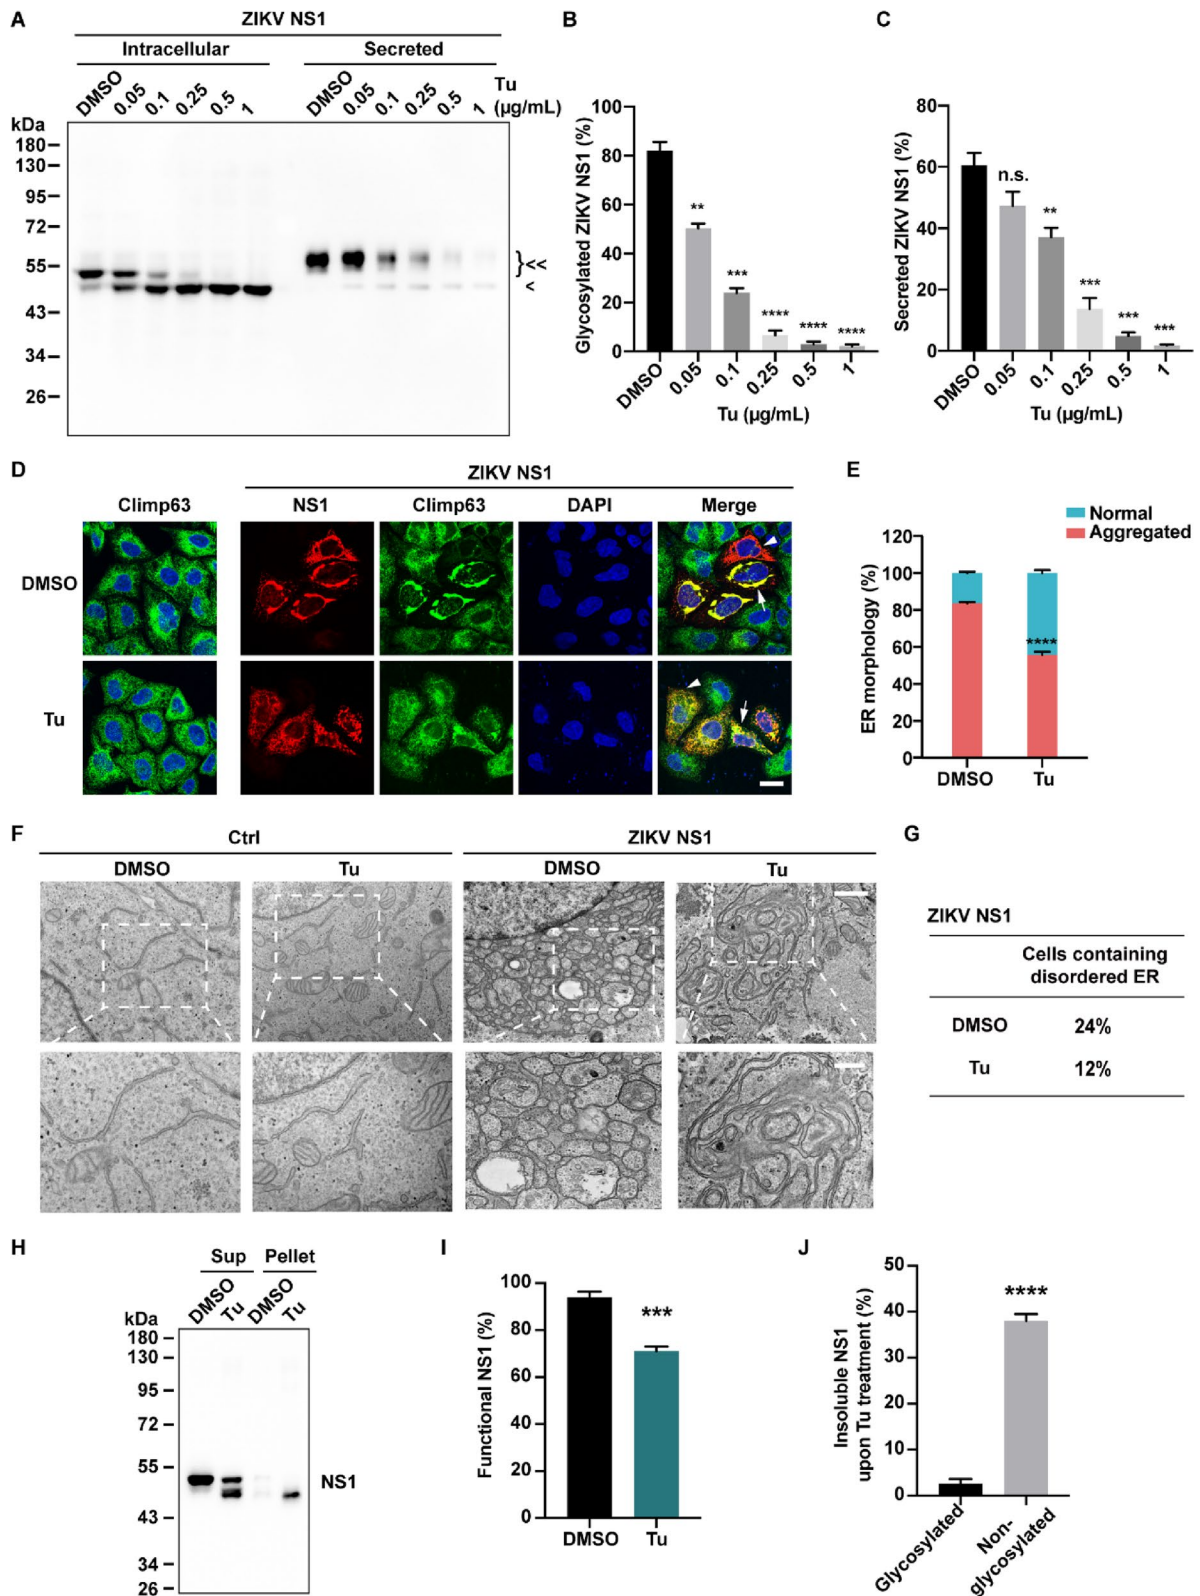 A
ZIKV NS1
Intracellular
Secreted
DMSO
0.05
0.1
0.25
0.5
1
DMSO
0.05
0.1
0.25
0.5
1
Tu
(µg/mL)
kDa
180
130
95
72
55
43
34
26
}<<
<
B
Glycosylated ZIKV NS1 (%)
100
80
60
40
20
0
**
***
****
****
****
DMSO
0.05
0.1
0.25
0.5
1
Tu (µg/mL)
C
Secreted ZIKV NS1 (%)
80
60
40
20
0
n.s.
**
***
***
***
DMSO
0.05
0.1
0.25
0.5
1
Tu (µg/mL)
D
ZIKV NS1
Climp63
NS1
Climp63
DAPI
Merge
DMSO
Tu
E
Normal
Aggregated
ER morphology (%)
120
100
80
60
40
20
0
****
DMSO
Tu
F
Ctrl
ZIKV NS1
DMSO
Tu
DMSO
Tu
G
ZIKV NS1
Cells containing
disordered ER
DMSO 24%
Tu 12%
H
Sup
Pellet
DMSO
Tu
DMSO
Tu
kDa
180
130
95
72
55
43
34
26
NS1
I
Functional NS1 (%)
100
80
60
40
20
0
***
DMSO
Tu
J
Insoluble NS1
upon Tu treatment (%)
50
40
30
20
10
0
****
Glycosylated
Non-
glycosylated